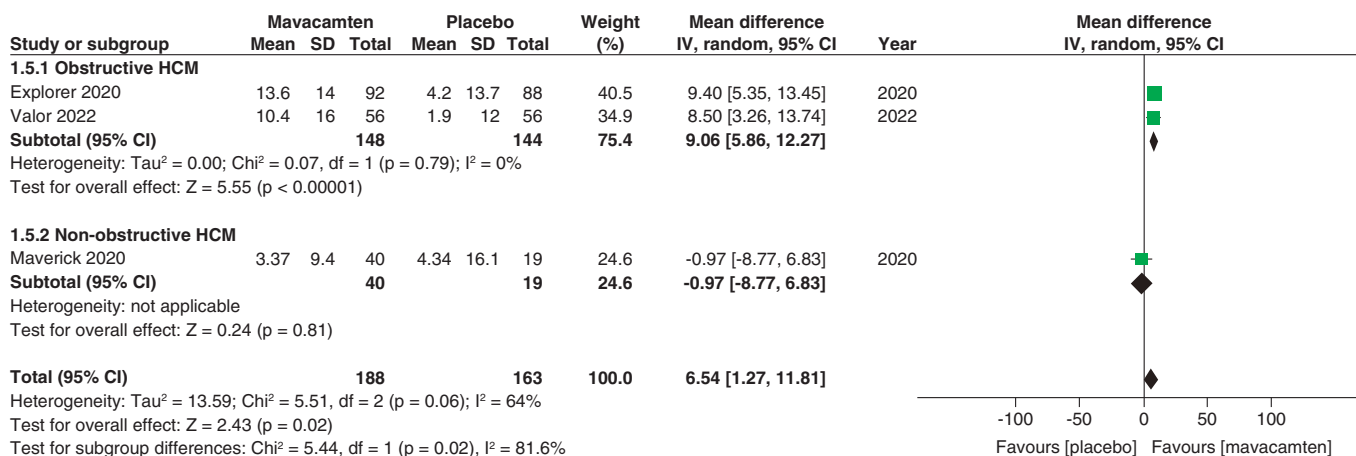 Mavacamten Placebo Weight Mean difference Mean difference
Study or subgroup Mean SD Total Mean SD Total (%) IV, random, 95% CI Year IV, random, 95% CI
1.5.1 Obstructive HCM
Explorer 2020 13.6 14 92 4.2 13.7 88 40.5 9.40 [5.35, 13.45] 2020
Valor 2022 10.4 16 56 1.9 12 56 34.9 8.50 [3.26, 13.74] 2022
Subtotal (95% CI) 148 144 75.4 9.06 [5.86, 12.27]
Heterogeneity: Tau² = 0.00; Chi² = 0.07, df = 1 (p = 0.79); I² = 0%
Test for overall effect: Z = 5.55 (p < 0.00001)
1.5.2 Non-obstructive HCM
Maverick 2020 3.37 9.4 40 4.34 16.1 19 24.6 -0.97 [-8.77, 6.83] 2020
Subtotal (95% CI) 40 19 24.6 -0.97 [-8.77, 6.83]
Heterogeneity: not applicable
Test for overall effect: Z = 0.24 (p = 0.81)
Total (95% CI) 188 163 100.0 6.54 [1.27, 11.81]
Heterogeneity: Tau² = 13.59; Chi² = 5.51, df = 2 (p = 0.06); I² = 64%
Test for overall effect: Z = 2.43 (p = 0.02)
Test for subgroup differences: Chi² = 5.44, df = 1 (p = 0.02), I² = 81.6%
-100 -50 0 50 100
Favours [placebo] Favours [mavacamten]